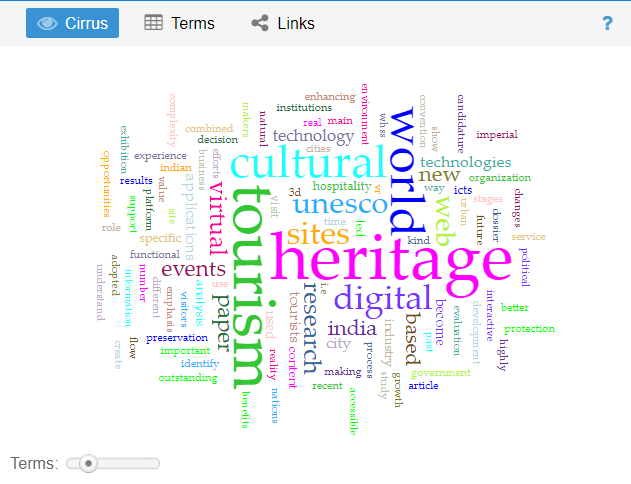 Cirrus Terms Links ?
environment
complexity enhancing convention candidature
makers institutions world
natural real main whss show imperial
exhibition combined technology
decision cities
opportunities experience efforts cultural technologies
indian business new
results value applications virtual 3d hospitality vr way icts organization
support platform tourism visit unesco web urban stages changes
site time led future dossier
role sites service
specific kind
functional heritage political
adopted events
understand information number different use i.e
emphasis visitors analysis paper tourists research digital become evaluation development interactive better
used india based protection
flow preservation city industry past highly
create important reality content process
identify making study growth government
outstanding recent article
benefits nations accessible
Terms: